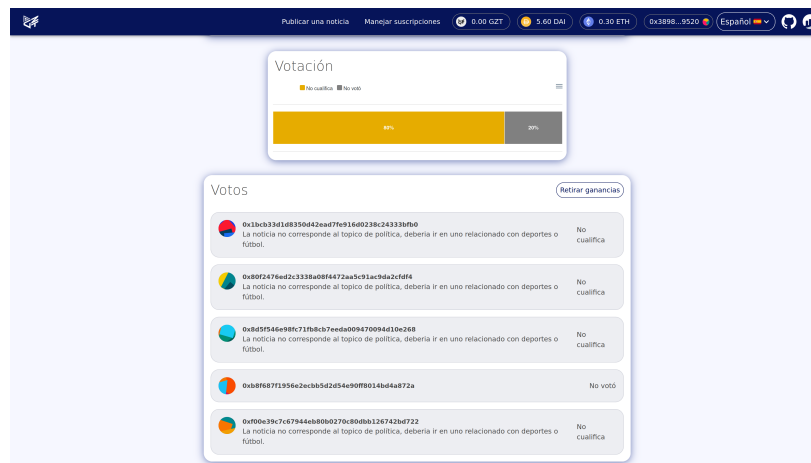 Publicar una noticia Manejar suscripciones 0.00 GZT 5.60 DAI 0.30 ETH 0x3898...9520 Español
Votación
No cualifica No votó
80% 20%
Votos Retirar ganancias
0x1bcb33d1d8350d42ead7fe916d0238c24333bfb0
La noticia no corresponde al topico de política, deberia ir en uno relacionado con deportes o
fútbol.
No
cualifica
0x80f2476ed2c3338a08f4472aa5c91ac9da2cfdf4
La noticia no corresponde al topico de política, deberia ir en uno relacionado con deportes o
fútbol.
No
cualifica
0x8d5f546e98fc71fb8cb7eeda009470094d10e268
La noticia no corresponde al topico de política, deberia ir en uno relacionado con deportes o
fútbol.
No
cualifica
0xb8f687f1956e2ecbb5d2d54e90ff8014bd4a872a
No votó
0xf00e39c7c67944eb80b0270c80dbb126742bd722
La noticia no corresponde al topico de política, deberia ir en uno relacionado con deportes o
fútbol.
No
cualifica